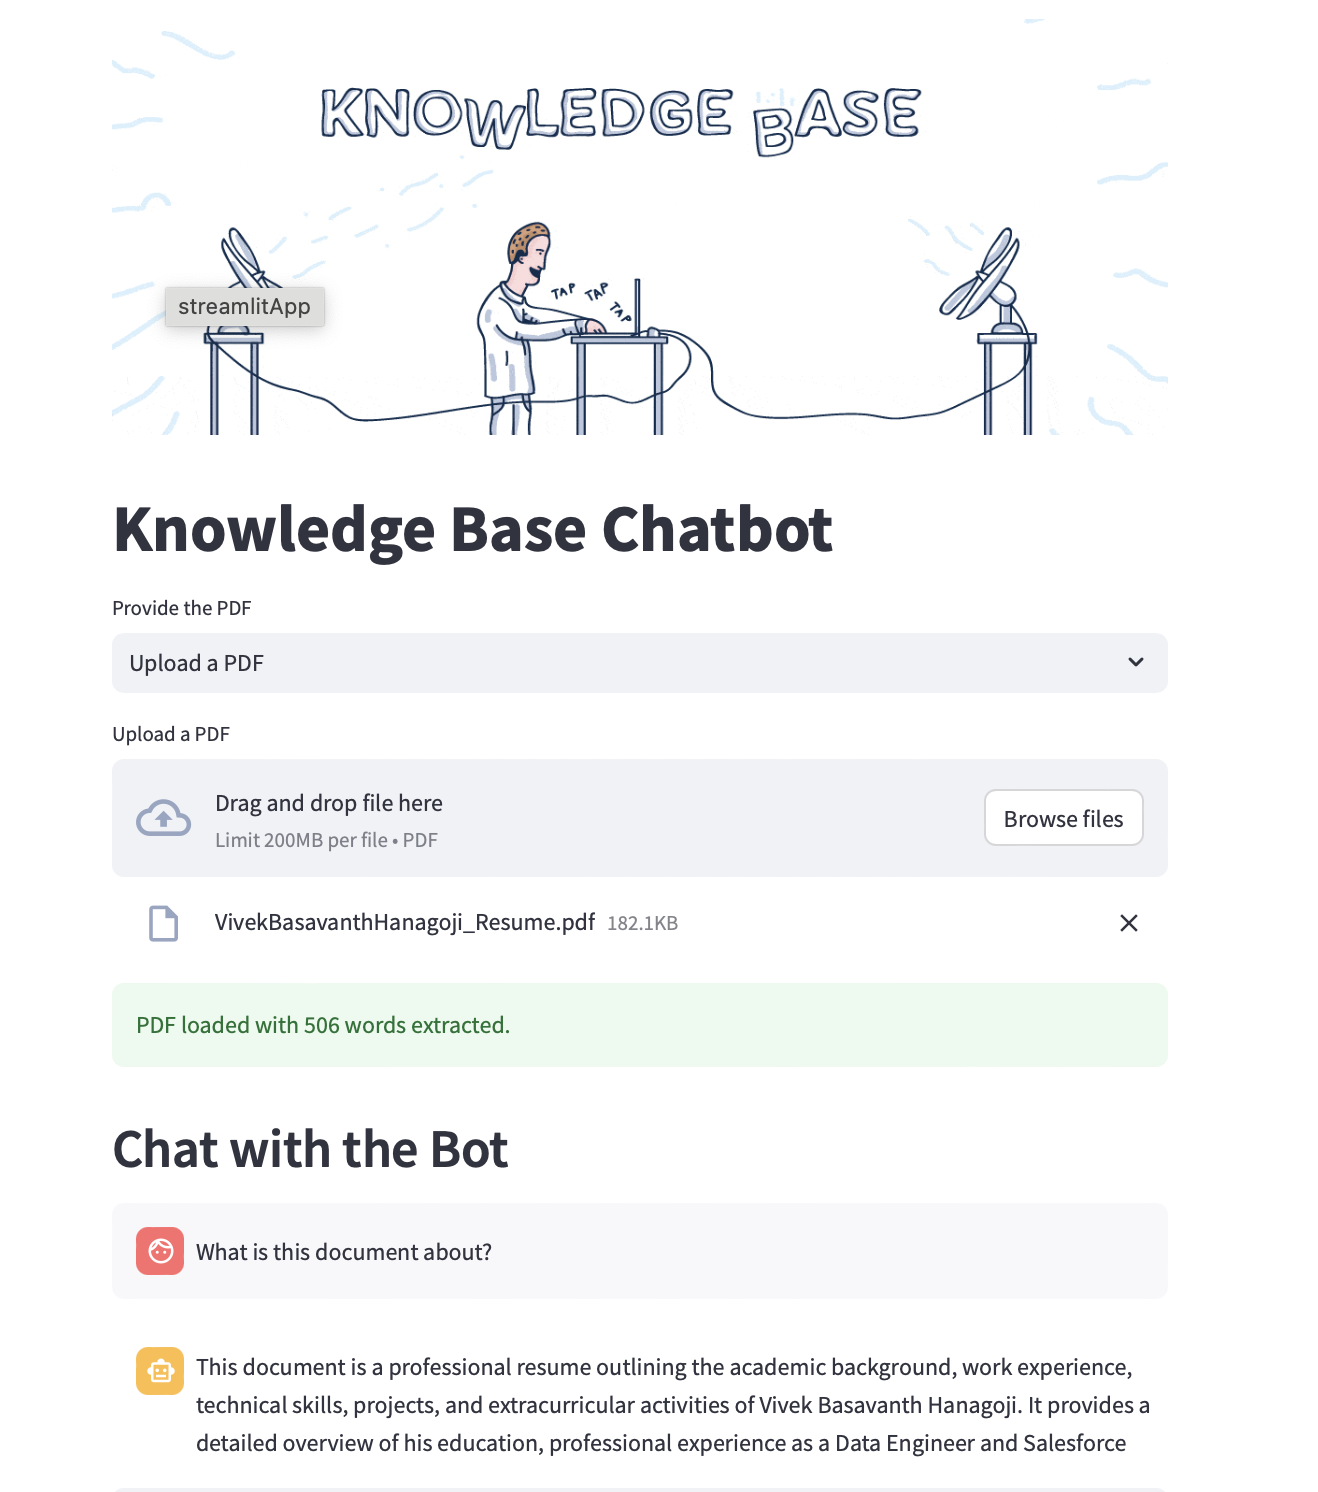 KNOWLEDGE BASE
TAP TAP TAP
streamlitApp
Knowledge Base Chatbot
Provide the PDF
Upload a PDF
Upload a PDF
Drag and drop file here
Limit 200MB per file • PDF
Browse files
VivekBasavanthHanagoji_Resume.pdf 182.1KB
PDF loaded with 506 words extracted.
Chat with the Bot
What is this document about?
This document is a professional resume outlining the academic background, work experience,
technical skills, projects, and extracurricular activities of Vivek Basavanth Hanagoji. It provides a
detailed overview of his education, professional experience as a Data Engineer and Salesforce